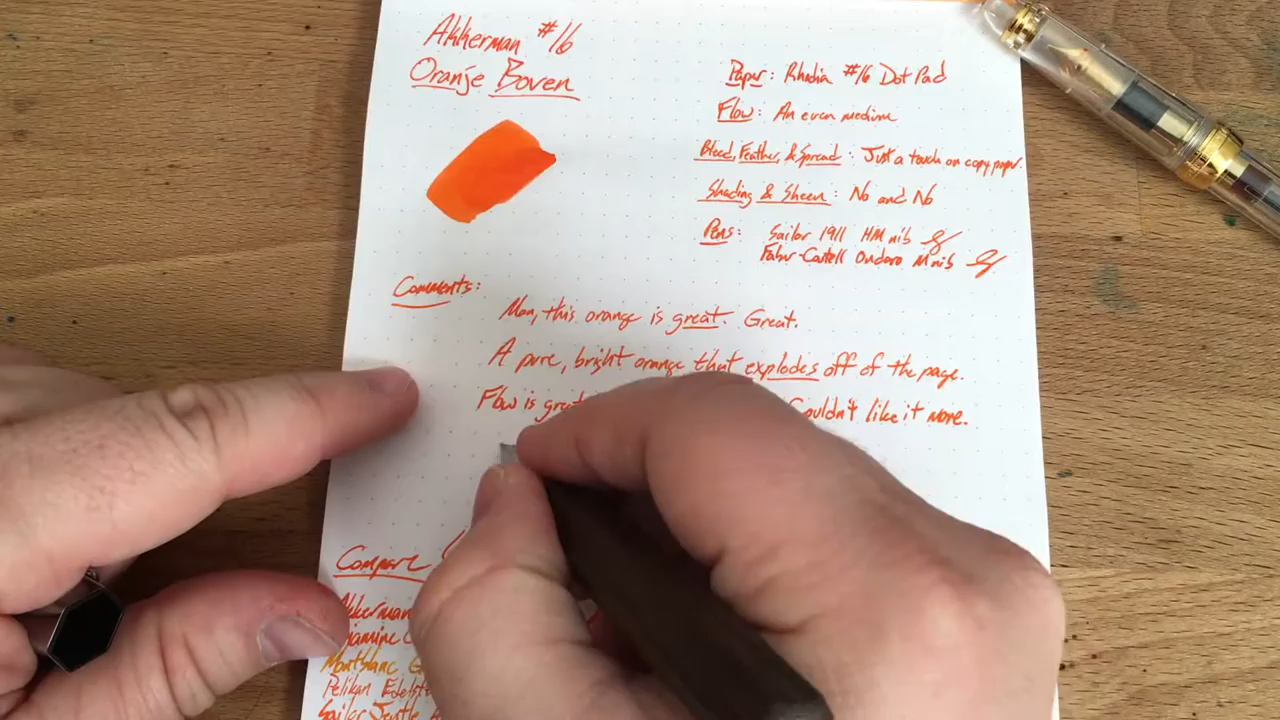 Akkerman #16
Oranje Boven
Paper: Rhodia #16 Dot Pad
Flow: An even medium
Bleed, Feather, & Spread: Just a touch on copy paper.
Shading & Sheen: No and No
Pens: Sailor 1911 HM nib
Faber-Castell Ondoro M nib
Comments:
Man, this orange is great. Great.
A pure, bright orange that explodes off of the page.
Flow is great Couldn't like it more.
Compare
Akkerman
Montblanc
Pelikan
Sailor Jentle